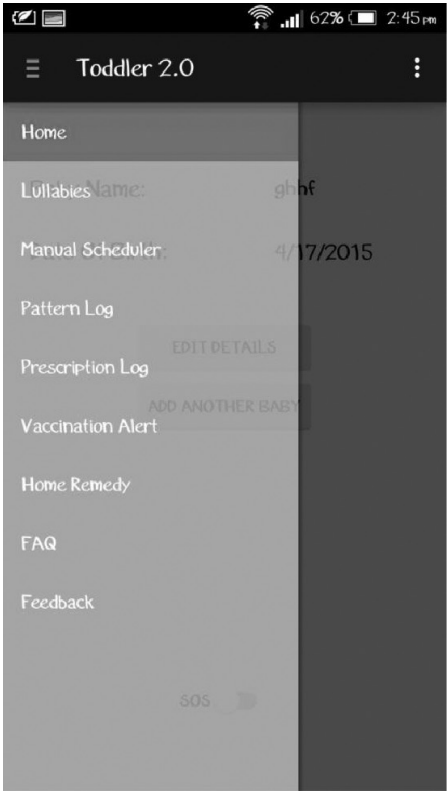 62% 2:45 pm
Toddler 2.0
Home
Lullabies
Name:
ghhf
Manual Scheduler
4/17/2015
Pattern Log
EDIT DETAILS
Prescription Log
ADD ANOTHER BABY
Vaccination Alert
Home Remedy
FAQ
Feedback
SOS